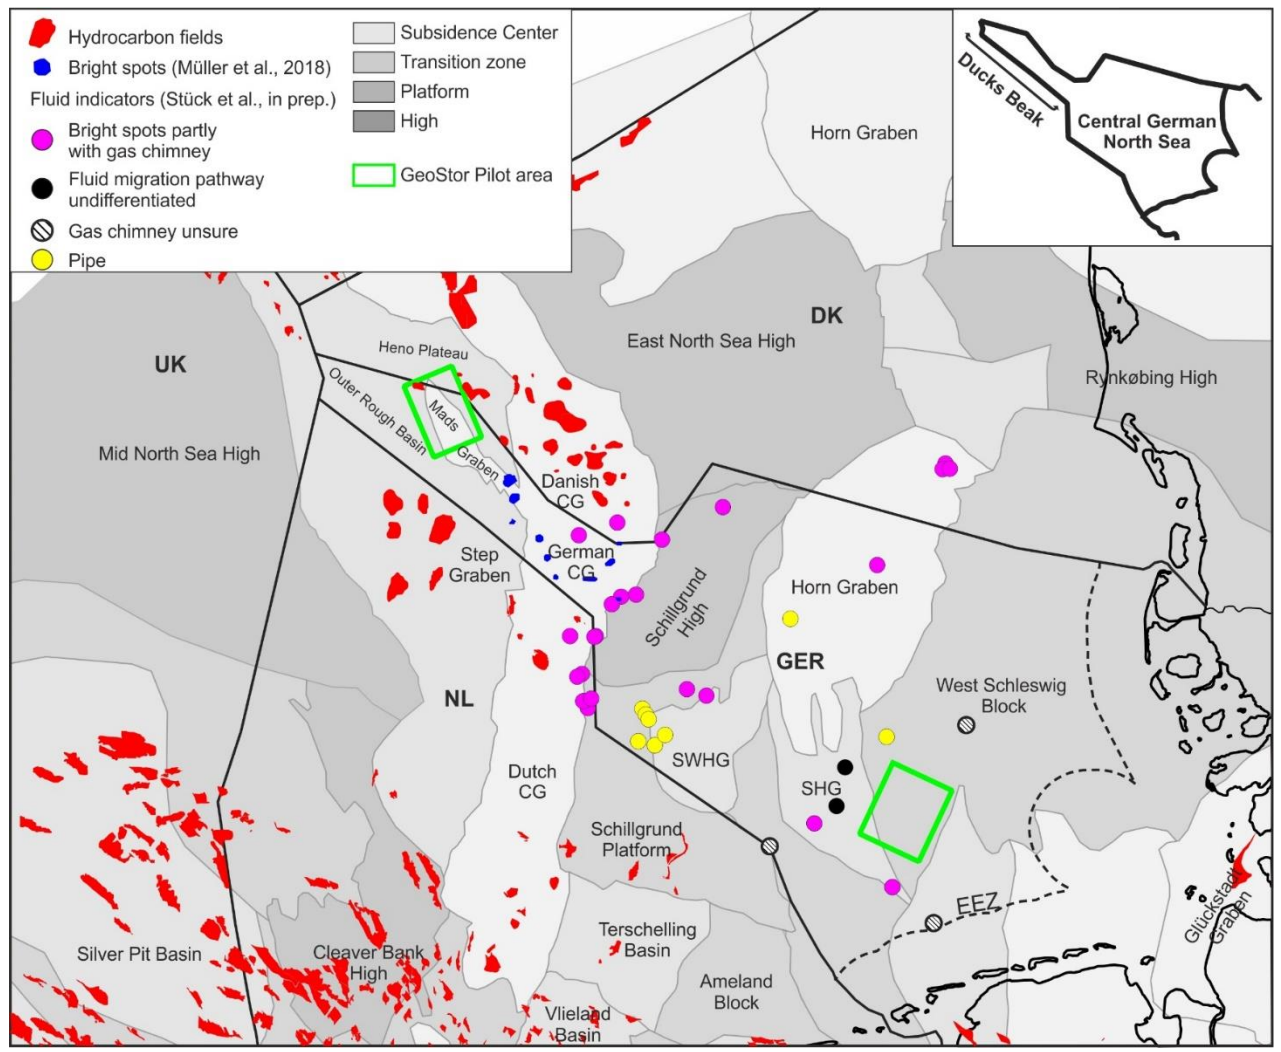 Hydrocarbon fields
Bright spots (Müller et al., 2018)
Fluid indicators (Stück et al., in prep.)
Bright spots partly
with gas chimney
Fluid migration pathway
undifferentiated
Gas chimney unsure
Pipe
Subsidence Center
Transition zone
Platform
High
GeoStor Pilot area
Ducks Beak
Central German
North Sea
Horn Graben
DK
East North Sea High
Rynkøbing High
UK
Mid North Sea High
Heno Plateau
Outer Rough Basin
Mads
Graben
Danish
CG
German
CG
Step
Graben
Schillgrund
High
Horn Graben
GER
West Schleswig
Block
NL
SWHG
SHG
Dutch
CG
Schillgrund
Platform
EEZ
Glückstadt
Graben
Silver Pit Basin
Cleaver Bank
High
Terschelling
Basin
Ameland
Block
Vlieland
Basin